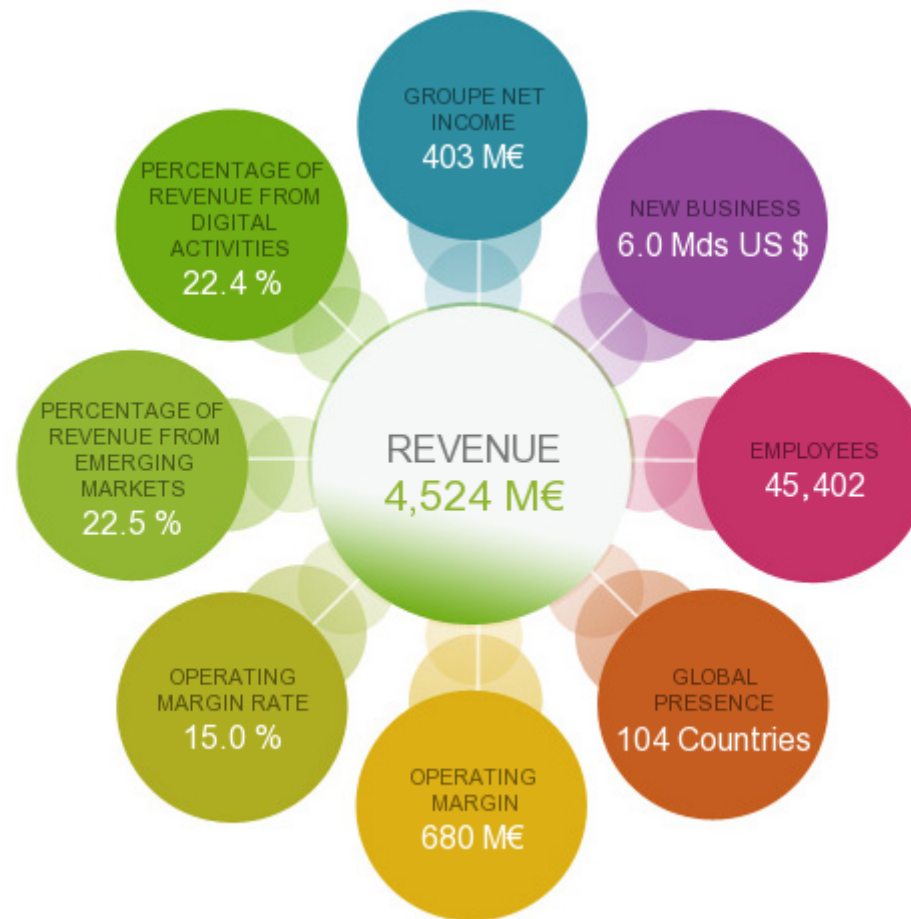 GROUPE NET
INCOME
403 M€
NEW BUSINESS
6.0 Mds US $
EMPLOYEES
45,402
GLOBAL
PRESENCE
104 Countries
OPERATING
MARGIN
680 M€
OPERATING
MARGIN RATE
15.0 %
PERCENTAGE OF
REVENUE FROM
EMERGING
MARKETS
22.5 %
PERCENTAGE OF
REVENUE FROM
DIGITAL
ACTIVITIES
22.4 %
REVENUE
4,524 M€